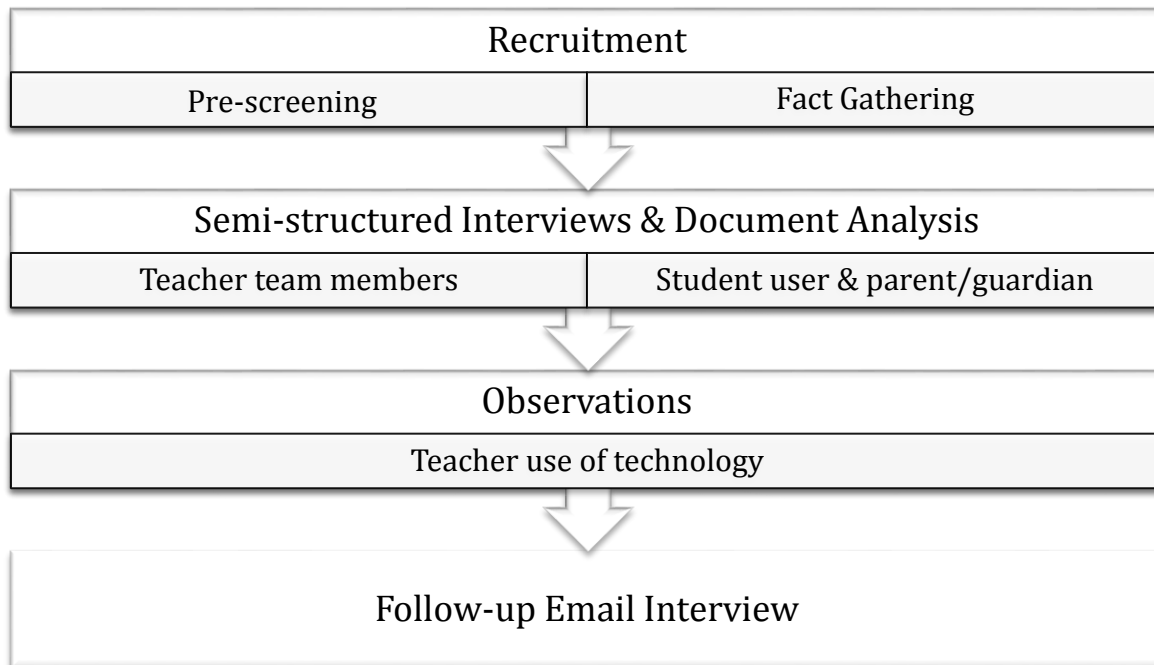 Recruitment
Pre-screening
Fact Gathering
Semi-structured Interviews & Document Analysis
Teacher team members
Student user & parent/guardian
Observations
Teacher use of technology
Follow-up Email Interview